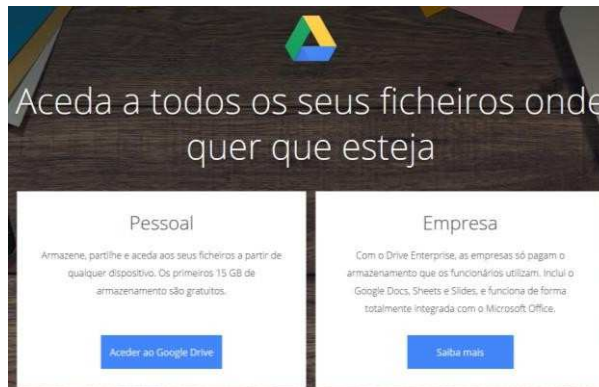 Aceda a todos os seus ficheiros onde
quer que esteja
Pessoal
Armazene, partilhe e aceda aos seus ficheiros a partir de
qualquer dispositivo. Os primeiros 15 GB de
armazenamento são gratuitos.
Aceder ao Google Drive
Empresa
Com o Drive Enterprise, as empresas só pagam o
armazenamento que os funcionários utilizam. Inclui o
Google Docs, Sheets e Slides, e funciona de forma
totalmente integrada com o Microsoft Office.
Saiba mais